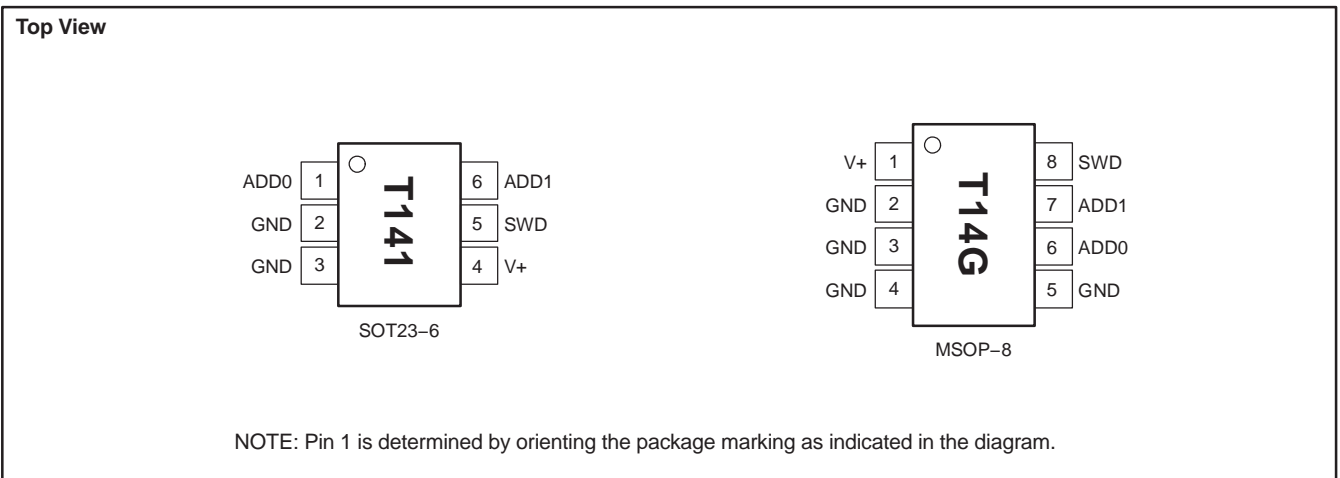 Top View
ADD0 1
GND 2
GND 3
T141
6 ADD1
5 SWD
4 V+
SOT23–6
V+ 1
GND 2
GND 3
GND 4
T14G
8 SWD
7 ADD1
6 ADD0
5 GND
MSOP–8
NOTE: Pin 1 is determined by orienting the package marking as indicated in the diagram.